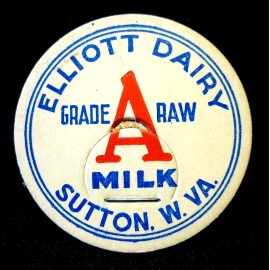 ELLIOTT DAIRY
GRADE A RAW
MILK
SUTTON, W. VA.